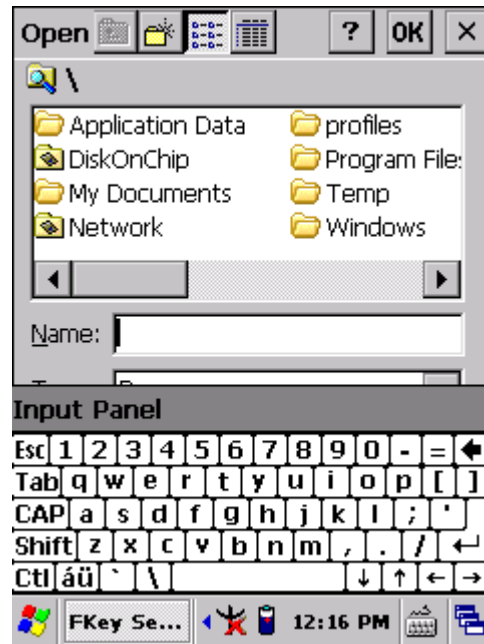 Open ? OK ×
\
Application Data profiles
DiskOnChip Program Files
My Documents Temp
Network Windows
Name:
Input Panel
Esc 1 2 3 4 5 6 7 8 9 0 - =
Tab q w e r t y u i o p [ ]
CAP a s d f g h j k l ; '
Shift z x c v b n m , . /
Ctl áü ` \
FKey Se... 12:16 PM